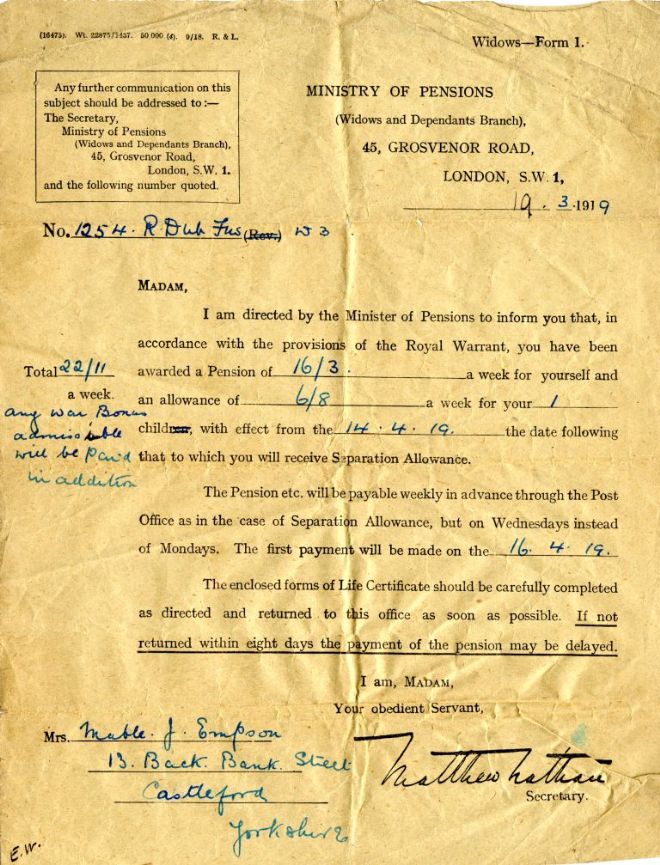 (16475). Wt. 22875/1457. 50 000 (4). 9/18. R. & L.
Widows—Form 1.
Any further communication on this
subject should be addressed to :—
The Secretary,
Ministry of Pensions
(Widows and Dependants Branch),
45, Grosvenor Road,
London, S.W. 1.
and the following number quoted.
MINISTRY OF PENSIONS
(Widows and Dependants Branch),
45, GROSVENOR ROAD,
LONDON, S.W. 1,
19. 3. 1919
No. 1254. R Dub Fus (Rev.) W 3
MADAM,
I am directed by the Minister of Pensions to inform you that, in
accordance with the provisions of the Royal Warrant, you have been
awarded a Pension of 16/3. a week for yourself and
an allowance of 6/8 a week for your 1
children, with effect from the 14. 4. 19. the date following
that to which you will receive Separation Allowance.
Total 22/11
a week.
any War Bonus
admissible
will be paid
in addition
The Pension etc. will be payable weekly in advance through the Post
Office as in the case of Separation Allowance, but on Wednesdays instead
of Mondays. The first payment will be made on the 16. 4. 19.
The enclosed forms of Life Certificate should be carefully completed
as directed and returned to this office as soon as possible. If not
returned within eight days the payment of the pension may be delayed.
I am, MADAM,
Your obedient Servant,
Matthew Nathan
Secretary.
Mrs. Mable. J. Empson
13. Back. Bank. Street
Castleford
Yorkshire
E.W.